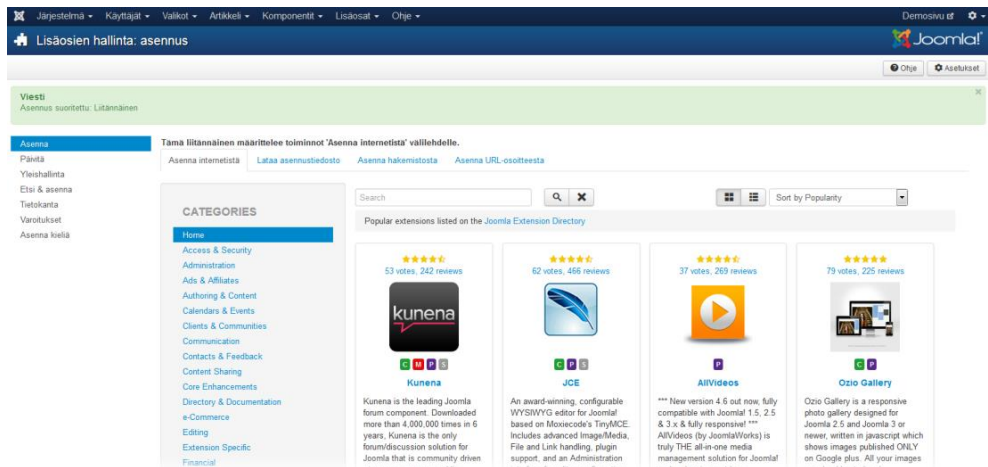 Järjestelmä Käyttäjät Valikot Artikkeli Komponentit Lisäosat Ohje Demosivu
Lisäosien hallinta: asennus Joomla!
Ohje Asetukset
Viesti
Asennus suoritettu: Liitännäinen
Asenna
Päivitä
Yleishallinta
Etsi & asenna
Tietokanta
Varoitukset
Asenna kieliä
Tämä liitännäinen määrittelee toiminnot 'Asenna internetistä' välilehdelle.
Asenna internetistä Lataa asennustiedosto Asenna hakemistosta Asenna URL-osoitteesta
CATEGORIES
Home
Access & Security
Administration
Ads & Affiliates
Authoring & Content
Calendars & Events
Clients & Communities
Communication
Contacts & Feedback
Content Sharing
Core Enhancements
Directory & Documentation
e-Commerce
Editing
Extension Specific
Financial
Search Sort by Popularity
Popular extensions listed on the Joomla Extension Directory
53 votes, 242 reviews
kunena
C M P S
Kunena
Kunena is the leading Joomla
forum component. Downloaded
more than 4,000,000 times in 6
years, Kunena is the only
forum/discussion solution for
Joomla that is community driven
62 votes, 466 reviews
C P S
JCE
An award-winning, configurable
WYSIWYG editor for Joomla!
based on Moxiecode's TinyMCE.
Includes advanced Image/Media,
File and Link handling, plugin
support, and an Administration
37 votes, 269 reviews
P
AllVideos
*** New version 4.6 out now, fully
compatible with Joomla! 1.5, 2.5
& 3.x & fully responsive! ***
AllVideos (by JoomlaWorks) is
truly THE all-in-one media
management solution for Joomla!
79 votes, 225 reviews
C P
Ozio Gallery
Ozio Gallery is a responsive
photo gallery designed for
Joomla 2.5 and Joomla 3 or
newer, written in javascript which
shows images published ONLY
on Google plus. All your images